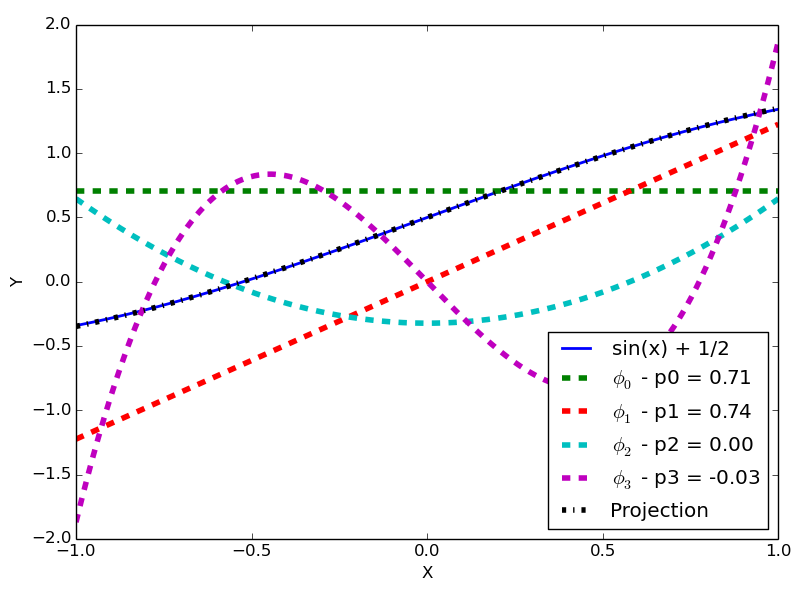 2.0
1.5
1.0
0.5
0.0
−0.5
−1.0
−1.5
−2.0
Y
sin(x) + 1/2
ϕ₀ - p0 = 0.71
ϕ₁ - p1 = 0.74
ϕ₂ - p2 = 0.00
ϕ₃ - p3 = -0.03
Projection
−1.0 −0.5 0.0 0.5 1.0
X